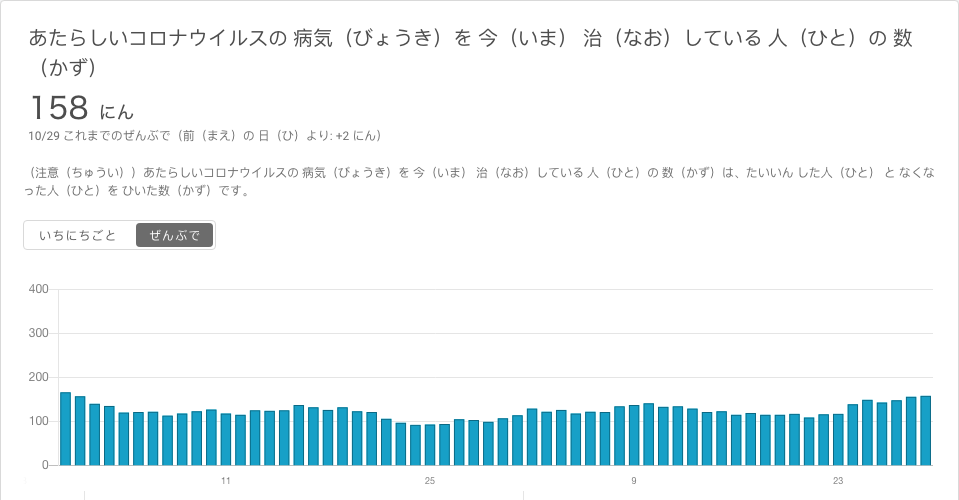 あたらしいコロナウイルスの 病気（びょうき）を 今（いま） 治（なお）している 人（ひと）の 数
（かず）
158 にん
10/29 これまでのぜんぶで（前（まえ）の 日（ひ）より: +2 にん）
（注意（ちゅうい））あたらしいコロナウイルスの 病気（びょうき）を 今（いま） 治（なお）している 人（ひと）の 数（かず）は、たいいん した人（ひと） と なくな
った人（ひと）を ひいた数（かず）です。
いちにちごと ぜんぶで
400
300
200
100
0
11 25 9 23